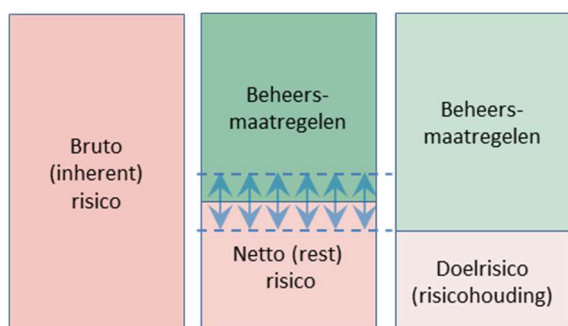 Bruto
(inherent)
risico
Beheers-
maatregelen
Netto (rest)
risico
Beheers-
maatregelen
Doelrisico
(risicohouding)